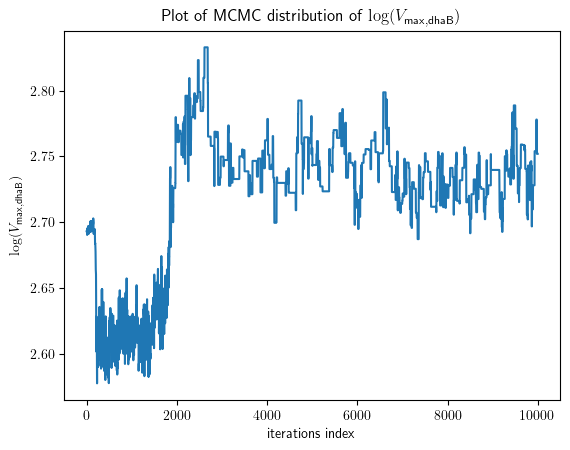 Plot of MCMC distribution of log(V_max,dhaB)
log(V_max,dhaB)
2.80
2.75
2.70
2.65
2.60
0 2000 4000 6000 8000 10000
iterations index